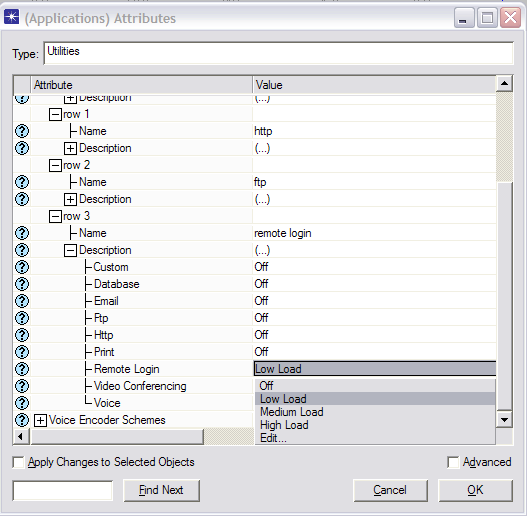 (Applications) Attributes
Type: Utilities
Attribute Value
Description (...)
row 1
Name http
Description (...)
row 2
Name ftp
Description (...)
row 3
Name remote login
Description (...)
Custom Off
Database Off
Email Off
Ftp Off
Http Off
Print Off
Remote Login Low Load
Video Conferencing Off
Low Load
Voice Medium Load
High Load
Voice Encoder Schemes Edit...
Apply Changes to Selected Objects Advanced
Find Next Cancel OK